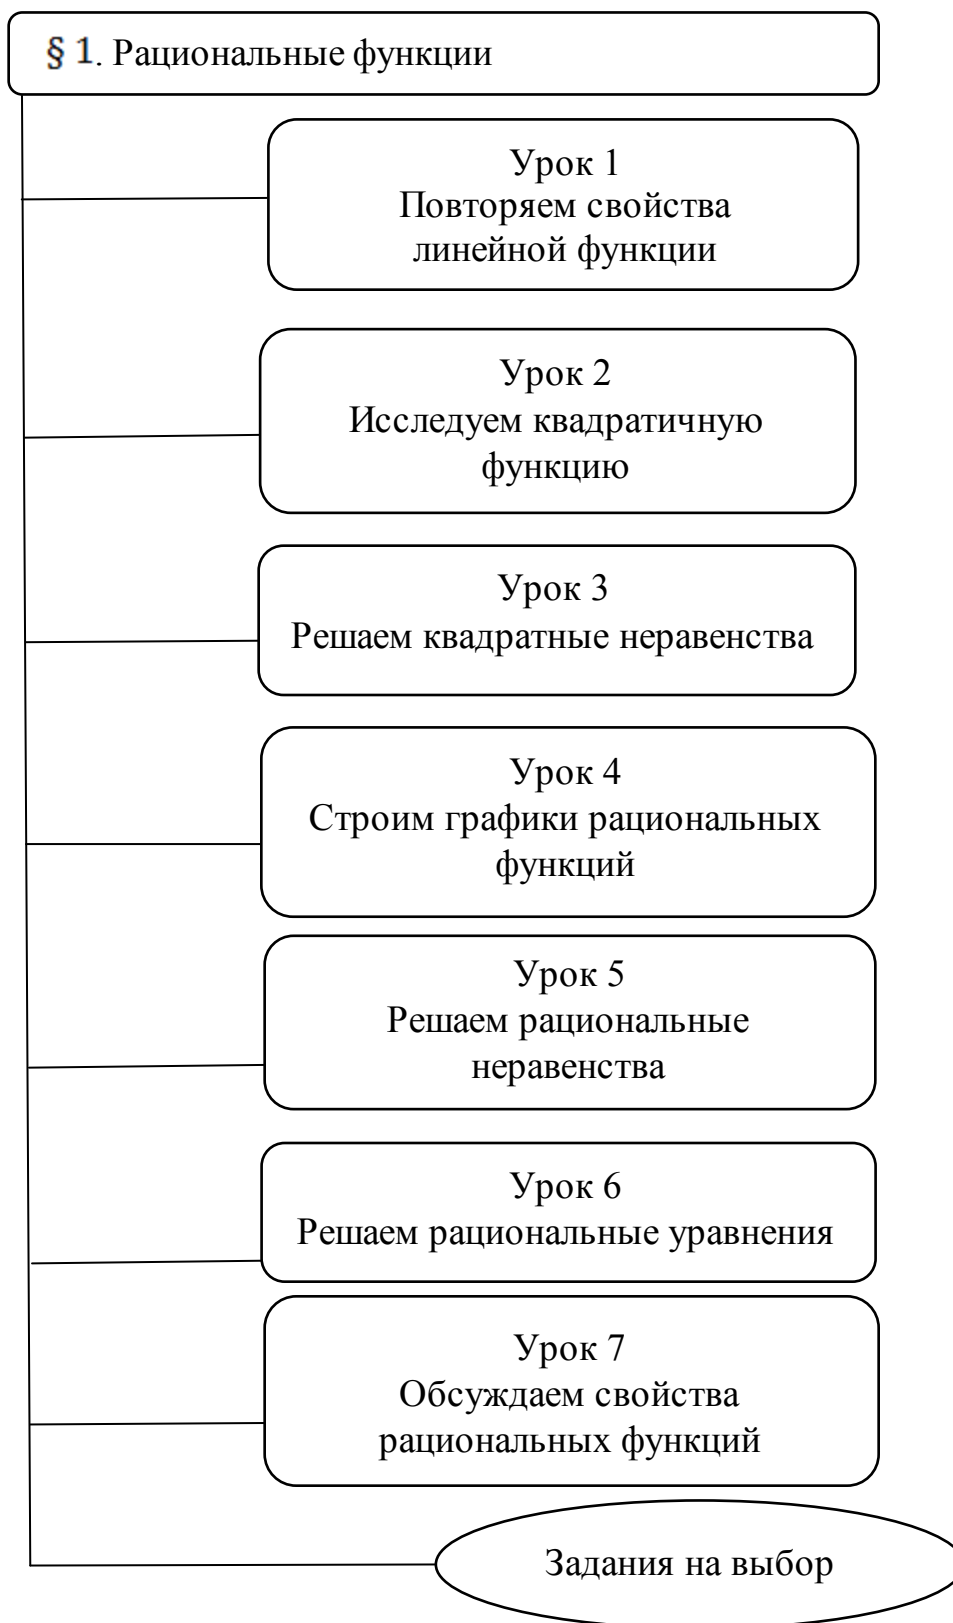 § 1. Рациональные функции
Урок 1
Повторяем свойства
линейной функции
Урок 2
Исследуем квадратичную
функцию
Урок 3
Решаем квадратные неравенства
Урок 4
Строим графики рациональных
функций
Урок 5
Решаем рациональные
неравенства
Урок 6
Решаем рациональные уравнения
Урок 7
Обсуждаем свойства
рациональных функций
Задания на выбор